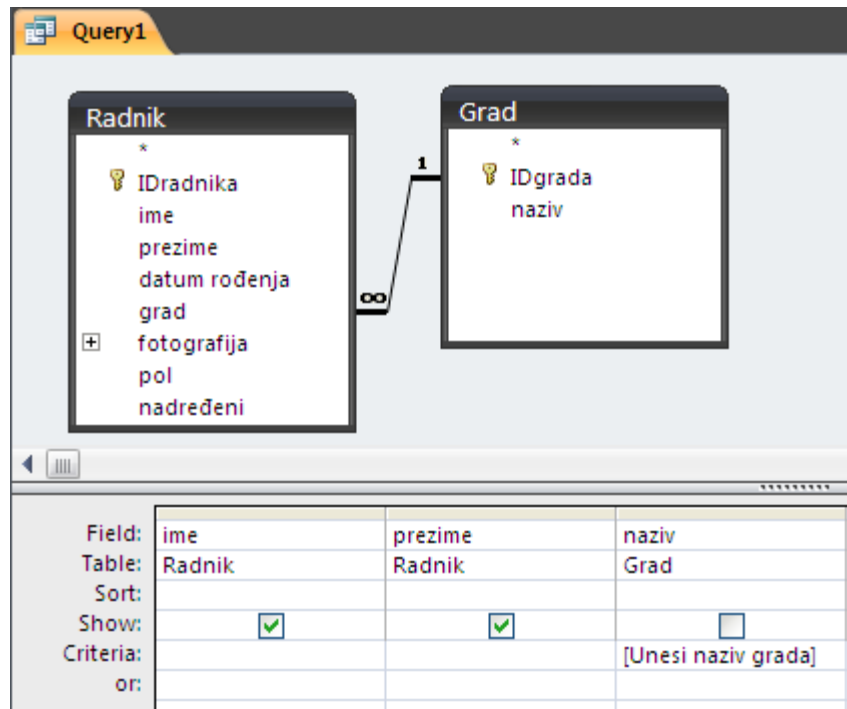 Query1
Radnik
*
IDradnika
ime
prezime
datum rođenja
grad
fotografija
pol
nadređeni
1
∞
Grad
*
IDgrada
naziv
Field: ime prezime naziv
Table: Radnik Radnik Grad
Sort:
Show:
Criteria: [Unesi naziv grada]
or: